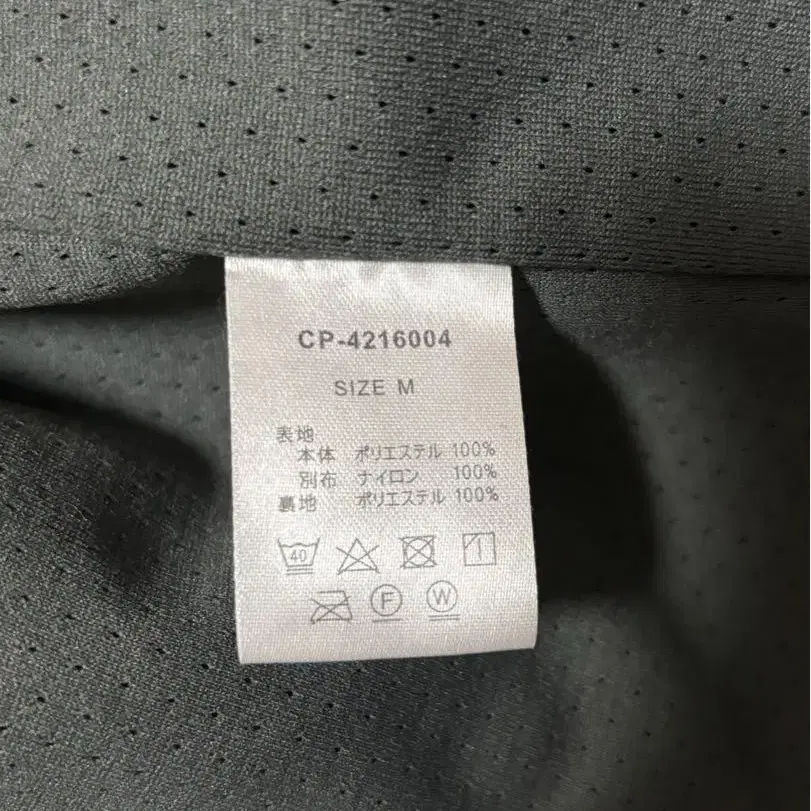 CP-4216004
SIZE M
表地
本体 ポリエステル 100%
別布 ナイロン 100%
裏地 ポリエステル 100%
40
F W